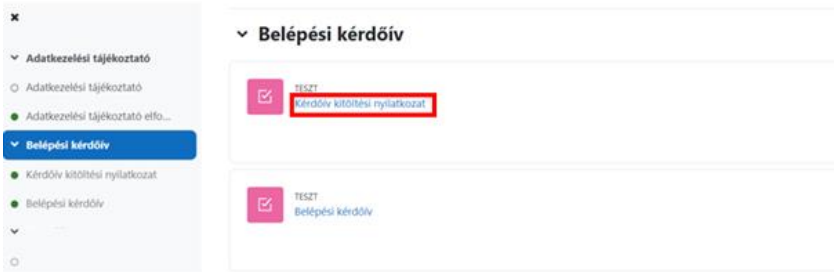 Adatkezelési tájékoztató
Adatkezelési tájékoztató
Adatkezelési tájékoztató elfo...
Belépési kérdőív
Kérdőív kitöltési nyilatkozat
Belépési kérdőív
Belépési kérdőív
TESZT
Kérdőív kitöltési nyilatkozat
TESZT
Belépési kérdőív